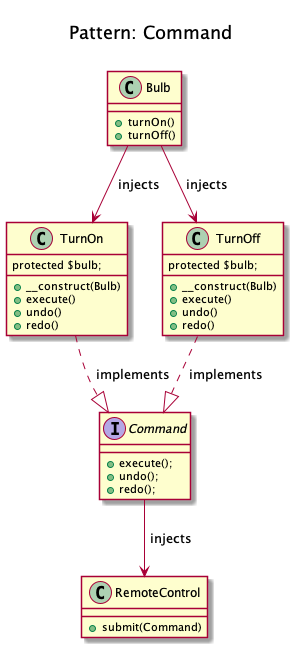 Pattern: Command
C Bulb
turnOn()
turnOff()
injects injects
C TurnOn C TurnOff
protected $bulb; protected $bulb;
__construct(Bulb) __construct(Bulb)
execute() execute()
undo() undo()
redo() redo()
implements implements
I Command
execute();
undo();
redo();
injects
C RemoteControl
submit(Command)